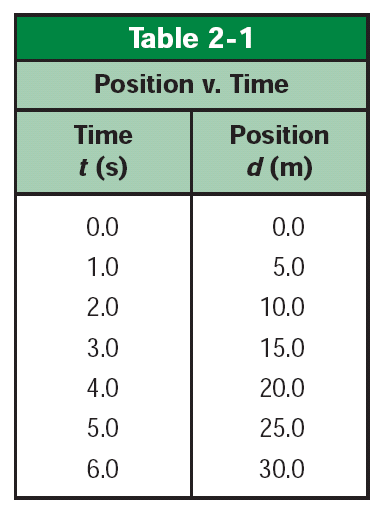 Table 2-1
Position v. Time
Time Position
t (s) d (m)
0.0 0.0
1.0 5.0
2.0 10.0
3.0 15.0
4.0 20.0
5.0 25.0
6.0 30.0